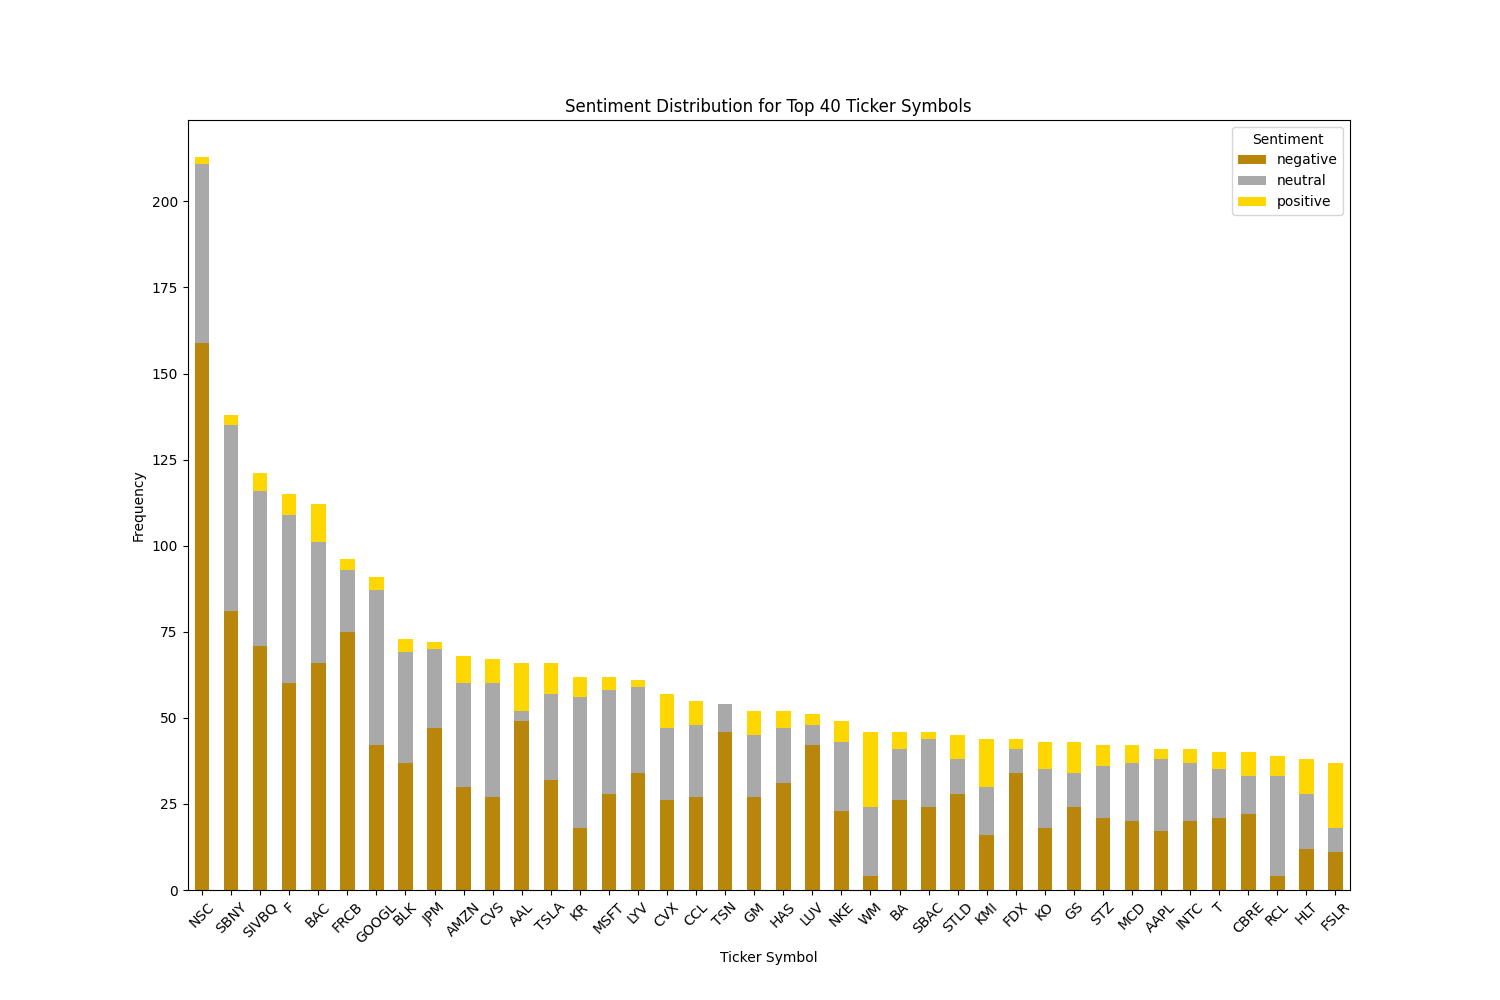 Sentiment Distribution for Top 40 Ticker Symbols
Sentiment
negative
neutral
positive
Frequency
200
175
150
125
100
75
50
25
0
NSC SBNY SIVBQ F BAC FRCB GOOGL BLK JPM AMZN CVS AAL TSLA KR MSFT LYV CVX CCL TSN GM HAS LUV NKE WM BA SBAC STLD KMI FDX KO GS STZ MCD AAPL INTC T CBRE RCL HLT FSLR
Ticker Symbol